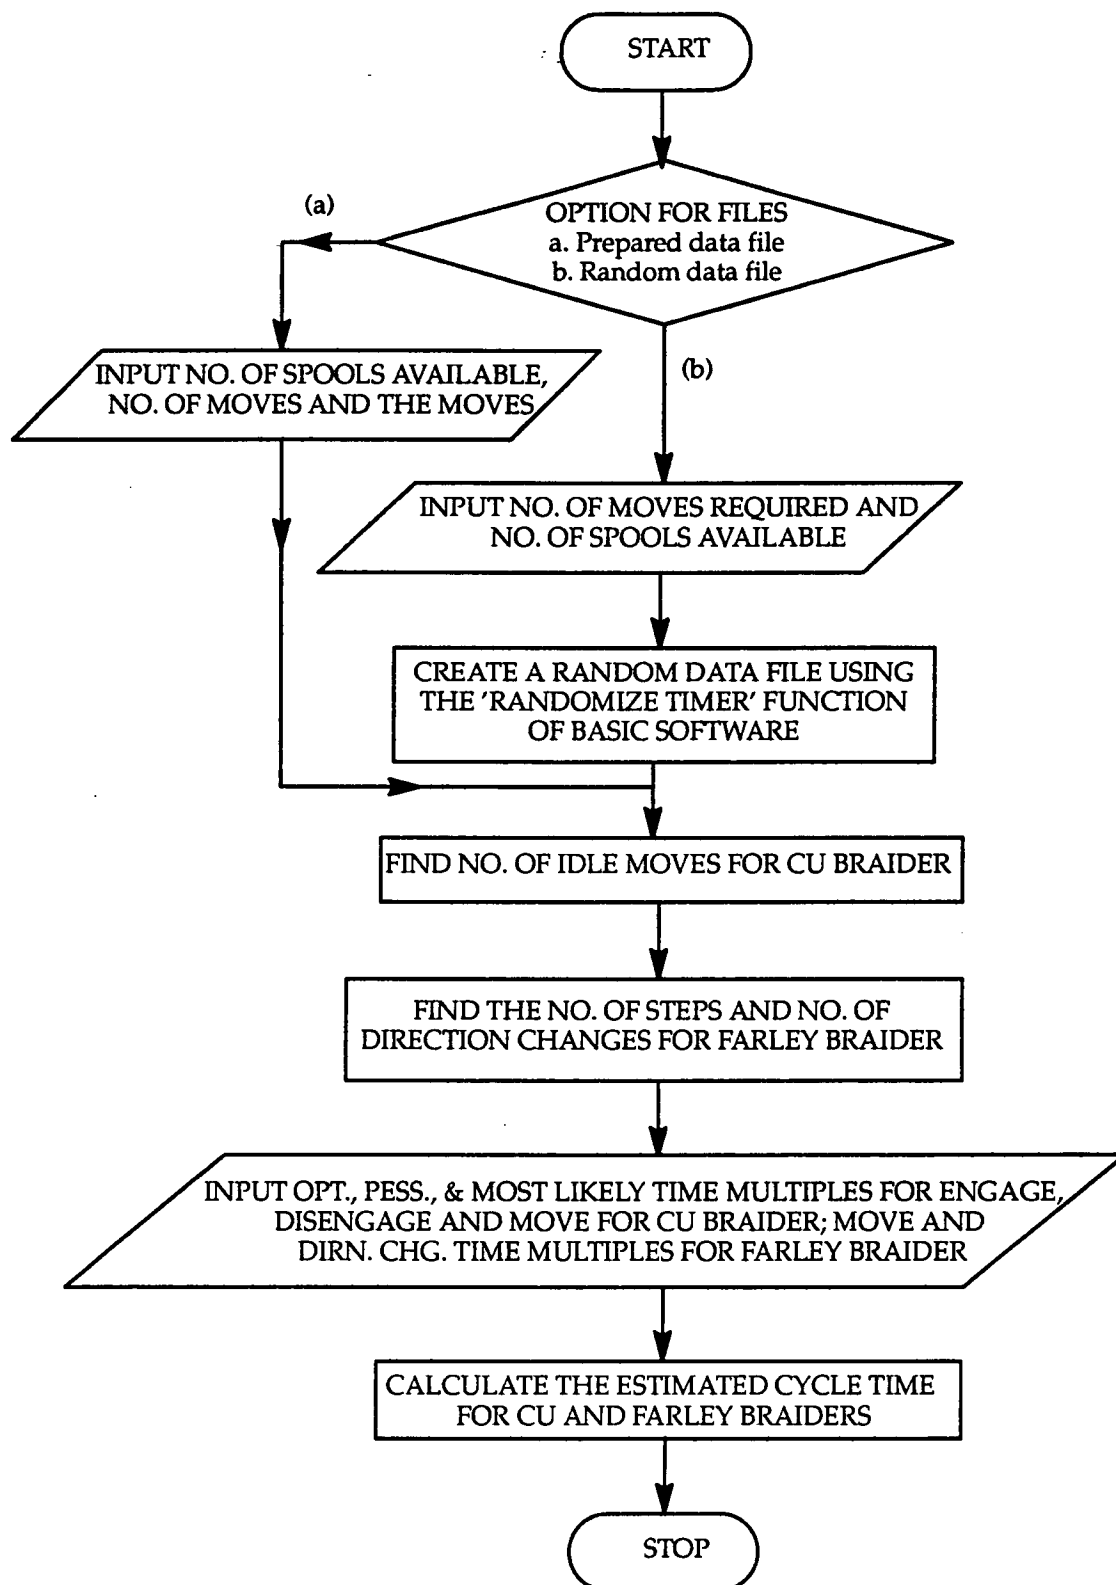 START
OPTION FOR FILES
a. Prepared data file
b. Random data file
(a)
INPUT NO. OF SPOOLS AVAILABLE,
NO. OF MOVES AND THE MOVES
(b)
INPUT NO. OF MOVES REQUIRED AND
NO. OF SPOOLS AVAILABLE
CREATE A RANDOM DATA FILE USING
THE 'RANDOMIZE TIMER' FUNCTION
OF BASIC SOFTWARE
FIND NO. OF IDLE MOVES FOR CU BRAIDER
FIND THE NO. OF STEPS AND NO. OF
DIRECTION CHANGES FOR FARLEY BRAIDER
INPUT OPT., PESS., & MOST LIKELY TIME MULTIPLES FOR ENGAGE,
DISENGAGE AND MOVE FOR CU BRAIDER; MOVE AND
DIRN. CHG. TIME MULTIPLES FOR FARLEY BRAIDER
CALCULATE THE ESTIMATED CYCLE TIME
FOR CU AND FARLEY BRAIDERS
STOP